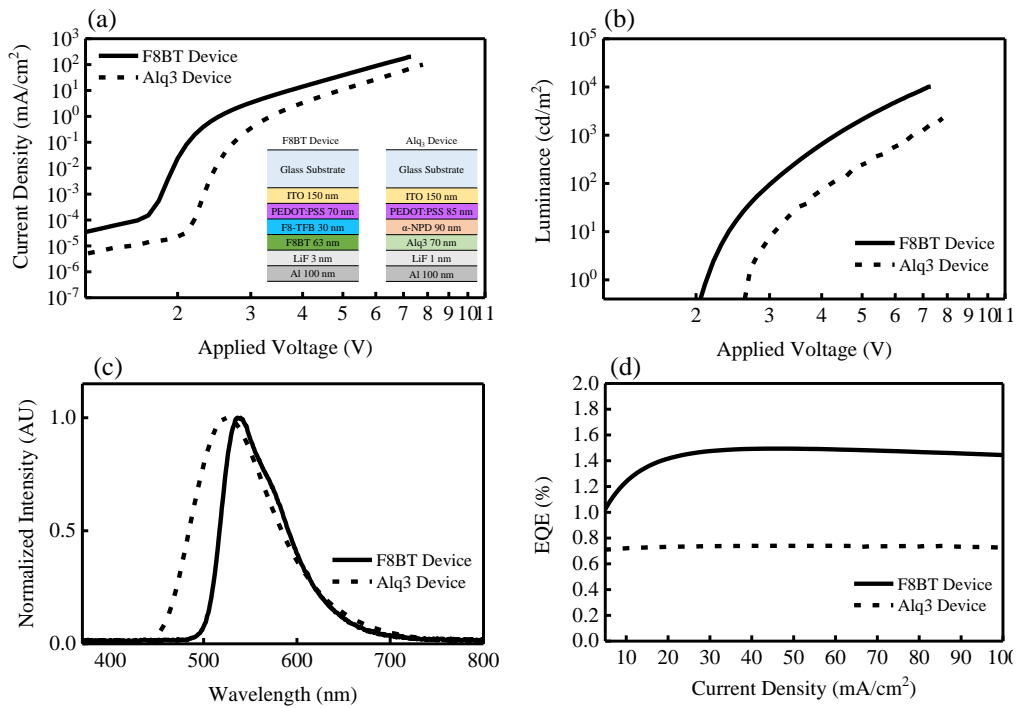 (a)
Current Density (mA/cm²)
10³
10²
10¹
10⁰
10⁻¹
10⁻²
10⁻³
10⁻⁴
10⁻⁵
10⁻⁶
10⁻⁷
F8BT Device
Alq3 Device
F8BT Device
Glass Substrate
ITO 150 nm
PEDOT:PSS 70 nm
F8-TFB 30 nm
F8BT 63 nm
LiF 3 nm
Al 100 nm
Alq₃ Device
Glass Substrate
ITO 150 nm
PEDOT:PSS 85 nm
α-NPD 90 nm
Alq3 70 nm
LiF 1 nm
Al 100 nm
2 3 4 5 6 7 8 9 10 11
Applied Voltage (V)
(b)
Luminance (cd/m²)
10⁵
10⁴
10³
10²
10¹
10⁰
F8BT Device
Alq3 Device
2 3 4 5 6 7 8 9 10 11
Applied Voltage (V)
(c)
Normalized Intensity (AU)
1.0
0.5
0.0
F8BT Device
Alq3 Device
400 500 600 700 800
Wavelength (nm)
(d)
EQE (%)
2.0
1.8
1.6
1.4
1.2
1.0
0.8
0.6
0.4
0.2
0.0
F8BT Device
Alq3 Device
10 20 30 40 50 60 70 80 90 100
Current Density (mA/cm²)